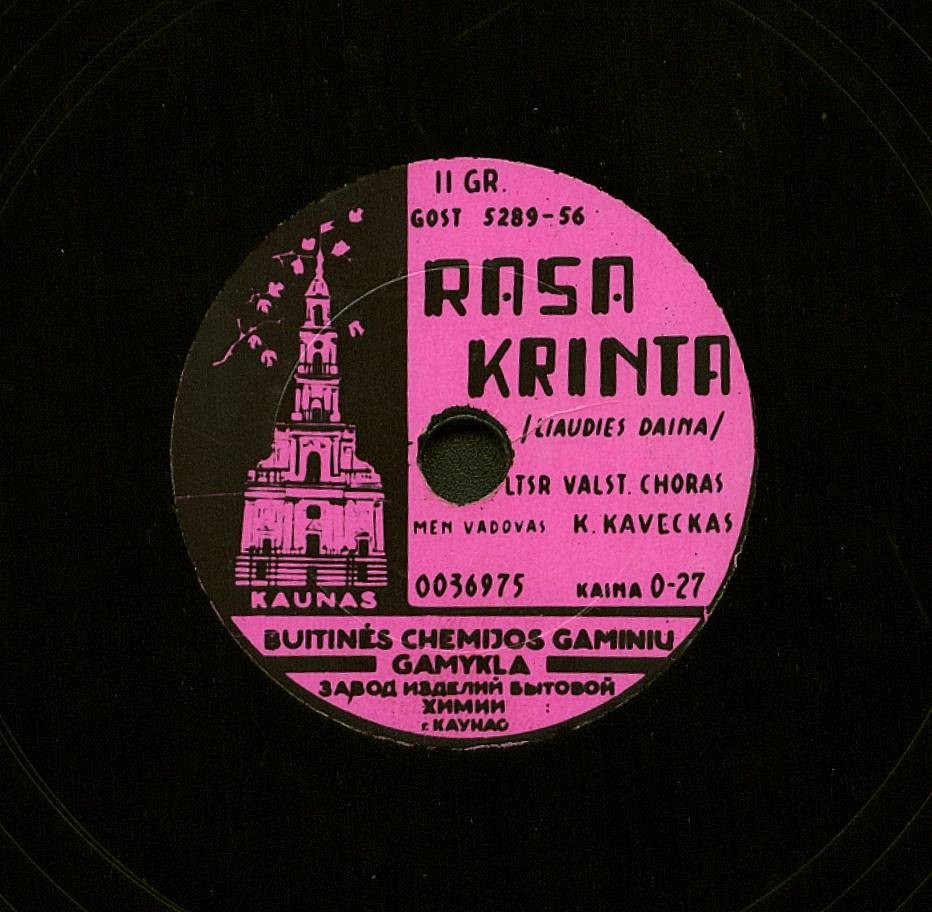 II GR.
GOST 5289-56
RASA
KRINTA
/LIAUDIES DAINA/
LTSR VALST. CHORAS
MEN VADOVAS K. KAVECKAS
0036975 KAINA 0-27
KAUNAS
BUITINĖS CHEMIJOS GAMINIU
GAMYKLA
ЗАВОД ИЗДЕЛИЙ БЫТОВОЙ
ХИМИИ
г. КАУНАС